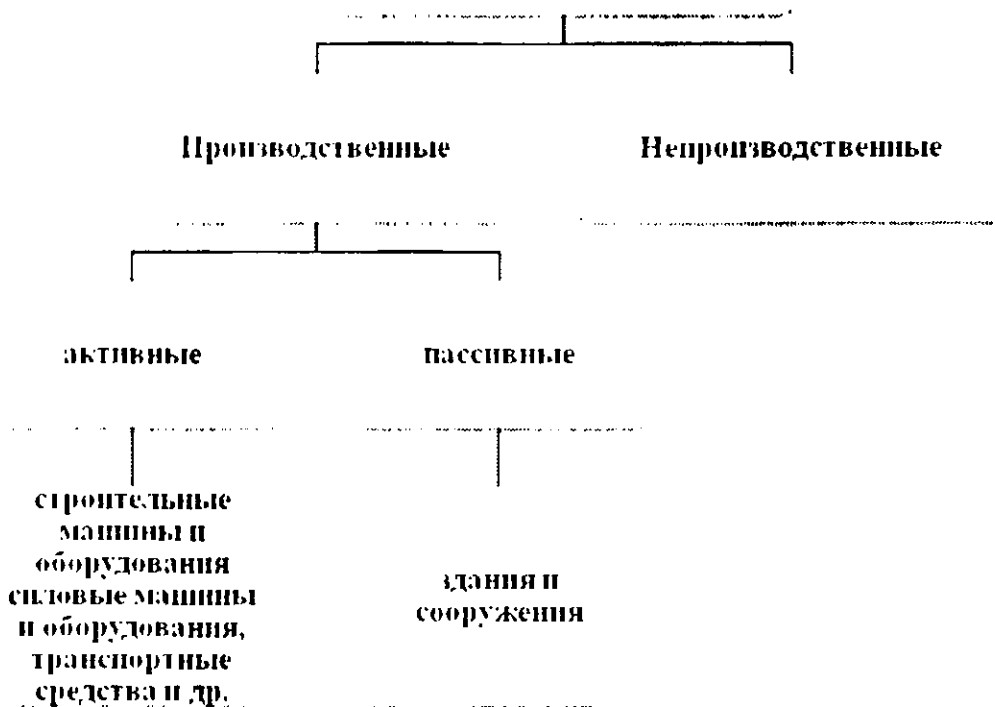 Производственные
Непроизводственные
активные
пассивные
строительные
машины и
оборудования
силовые машины
и оборудования,
транспортные
средства и др.
здания и
сооружения